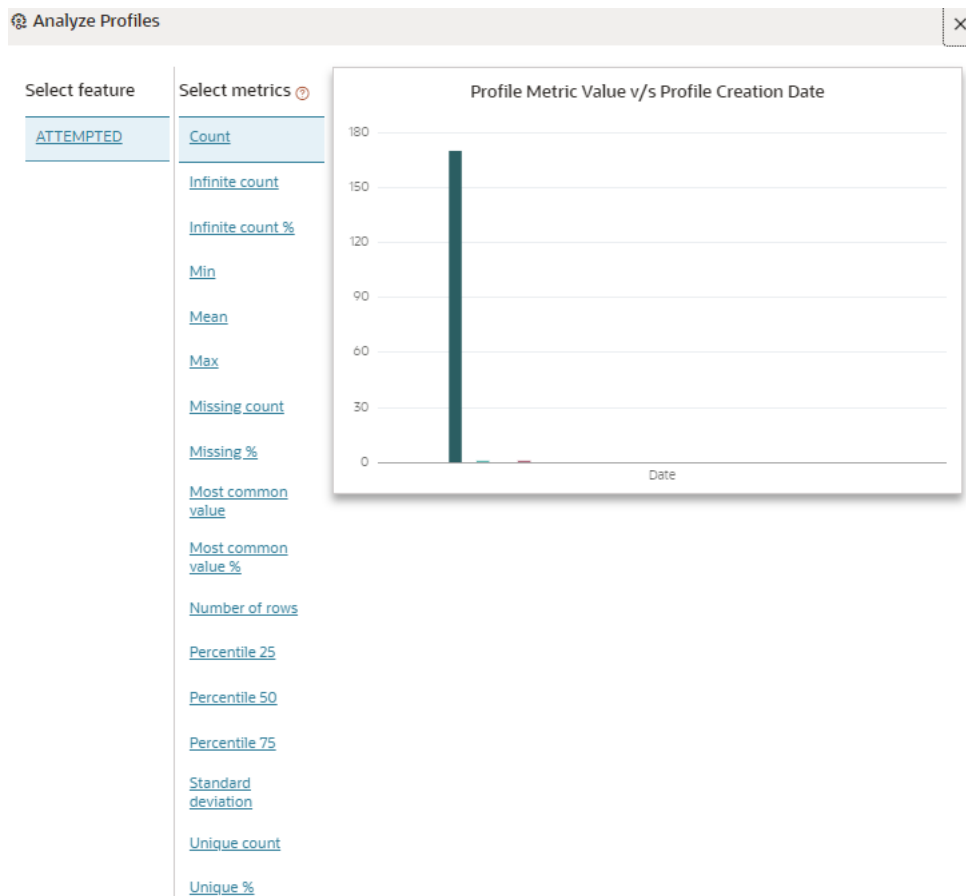 Analyze Profiles
Select feature
ATTEMPTED
Select metrics
Count
Infinite count
Infinite count %
Min
Mean
Max
Missing count
Missing %
Most common
value
Most common
value %
Number of rows
Percentile 25
Percentile 50
Percentile 75
Standard
deviation
Unique count
Unique %
Profile Metric Value v/s Profile Creation Date
180
150
120
90
60
30
0
Date